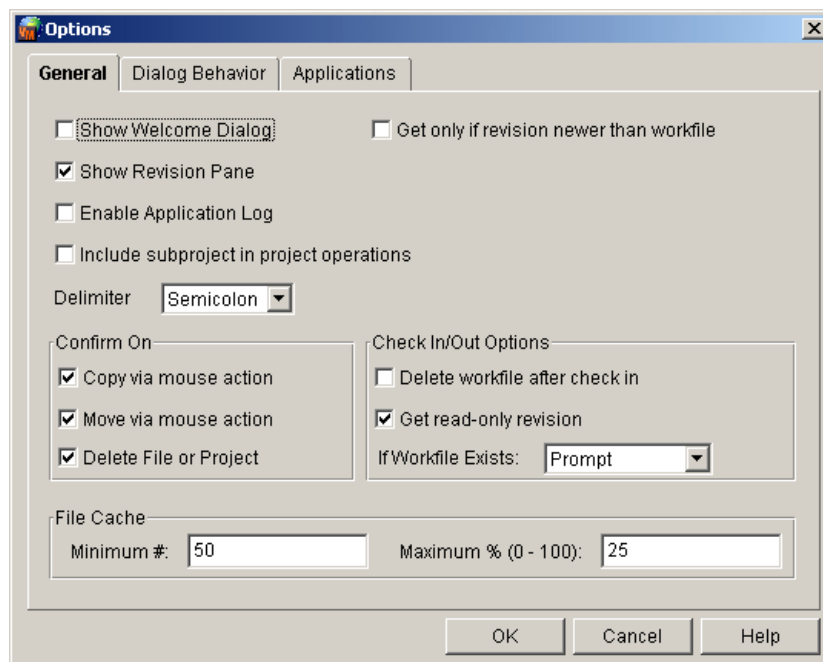 Options
General Dialog Behavior Applications
Show Welcome Dialog Get only if revision newer than workfile
Show Revision Pane
Enable Application Log
Include subproject in project operations
Delimiter Semicolon
Confirm On
Copy via mouse action
Move via mouse action
Delete File or Project
Check In/Out Options
Delete workfile after check in
Get read-only revision
If Workfile Exists: Prompt
File Cache
Minimum #: 50 Maximum % (0 - 100): 25
OK Cancel Help